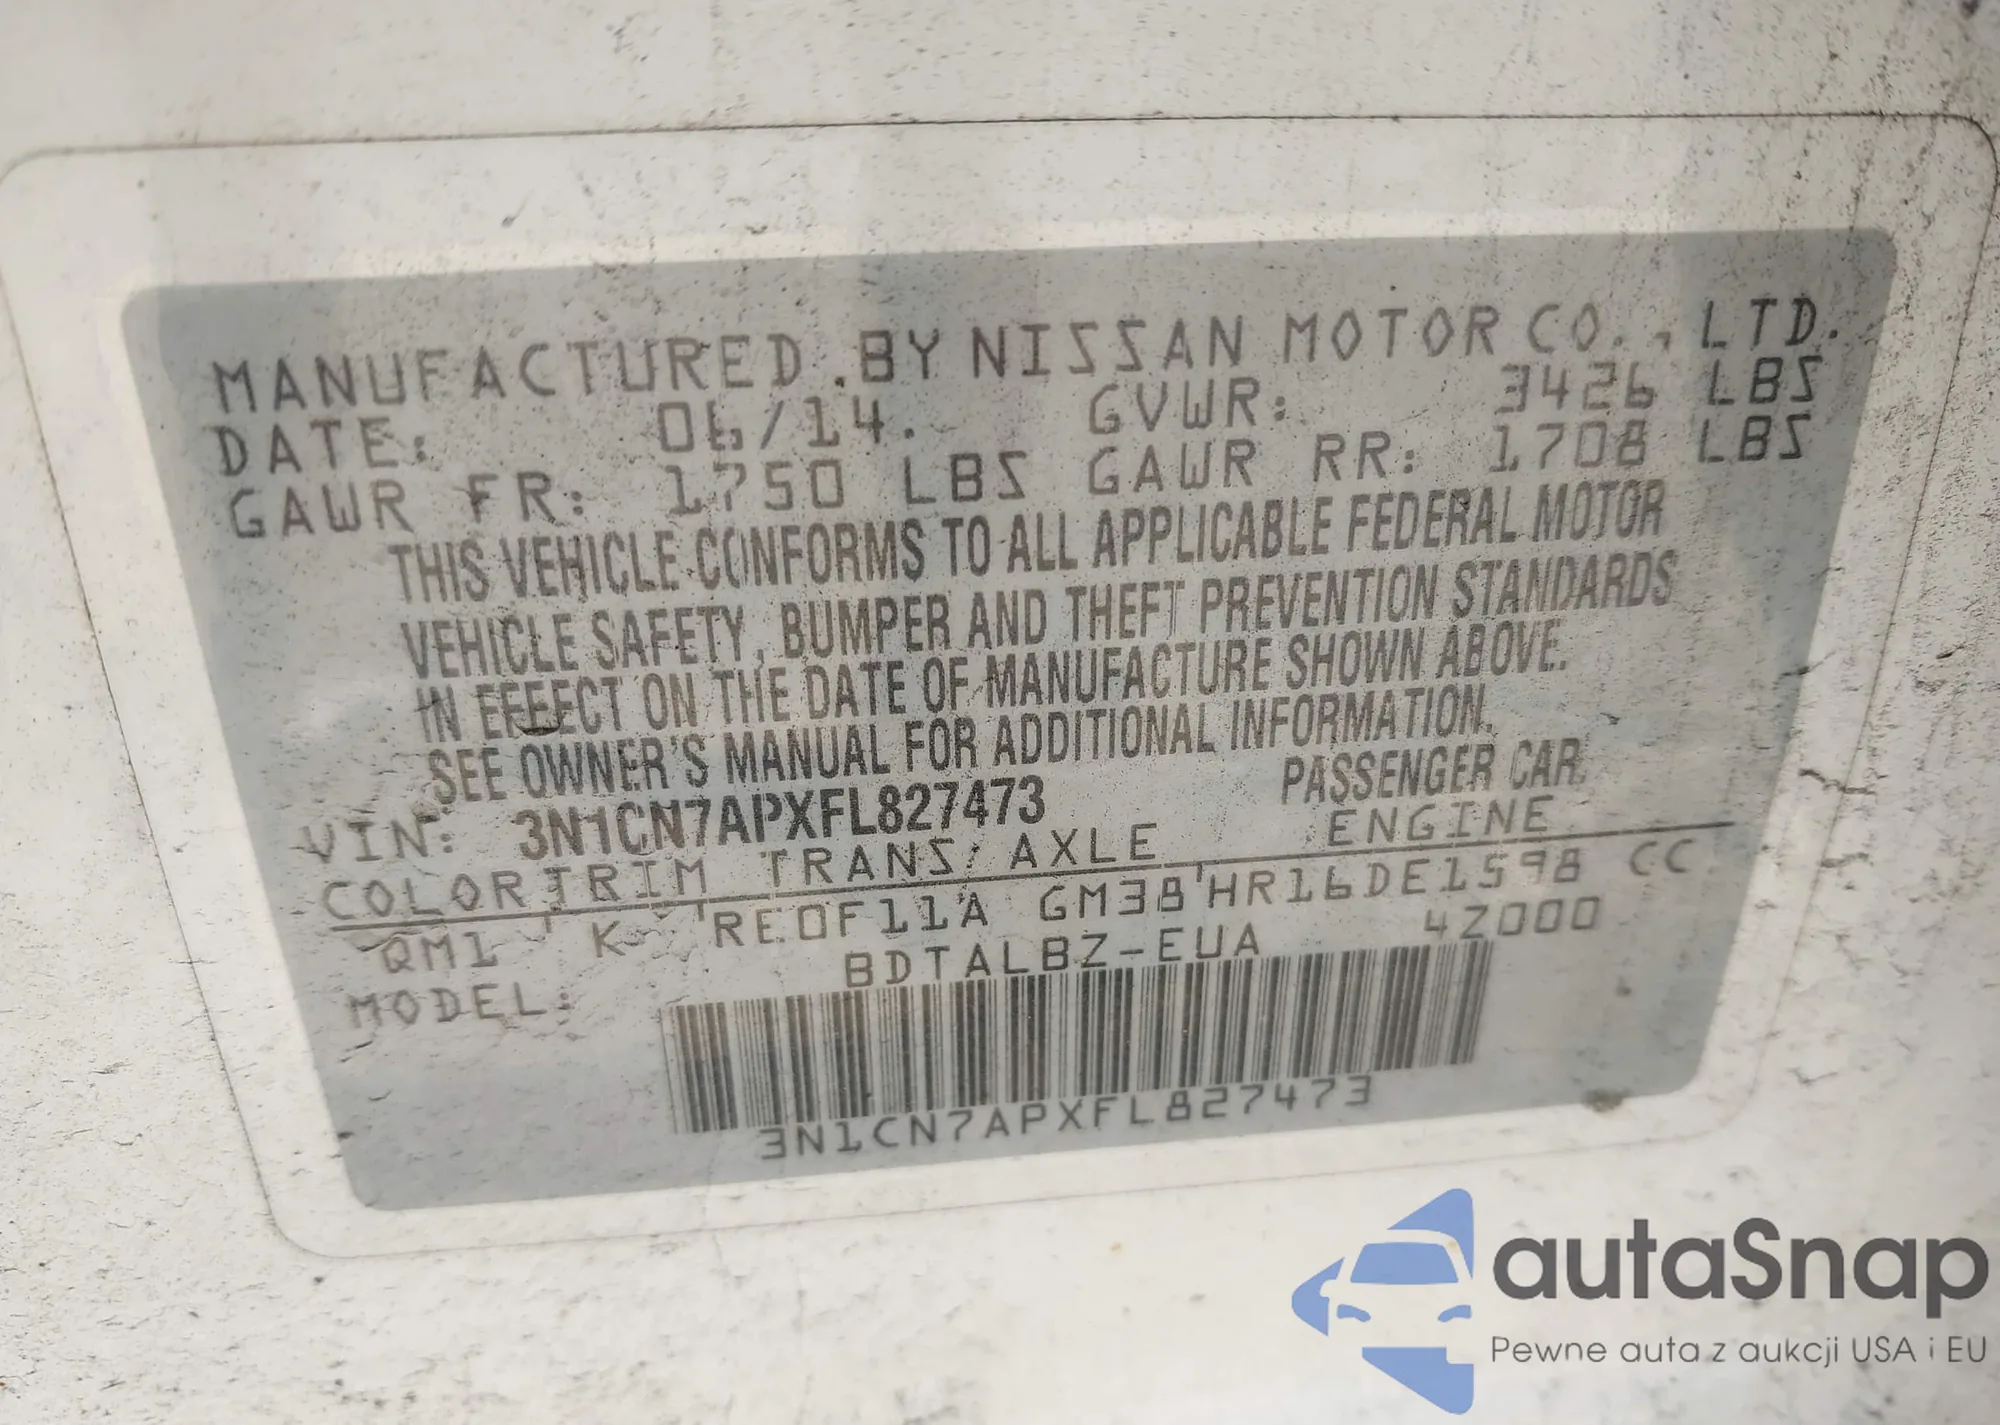 MANUFACTURED BY NISSAN MOTOR CO., LTD.
DATE: 06/14 GVWR: 3426 LBS
GAWR FR: 1750 LBS GAWR RR: 1708 LBS
THIS VEHICLE CONFORMS TO ALL APPLICABLE FEDERAL MOTOR
VEHICLE SAFETY, BUMPER AND THEFT PREVENTION STANDARDS
IN EFFECT ON THE DATE OF MANUFACTURE SHOWN ABOVE.
SEE OWNER'S MANUAL FOR ADDITIONAL INFORMATION.
VIN: 3N1CN7APXFL827473 PASSENGER CAR
COLOR TRIM TRANS/AXLE ENGINE
QM1 K RE0F11A GM38 HR16DE1598 CC
MODEL: BDTALBZ-EUA 4Z000
3N1CN7APXFL827473
autaSnap
Pewne auta z aukcji USA i EU